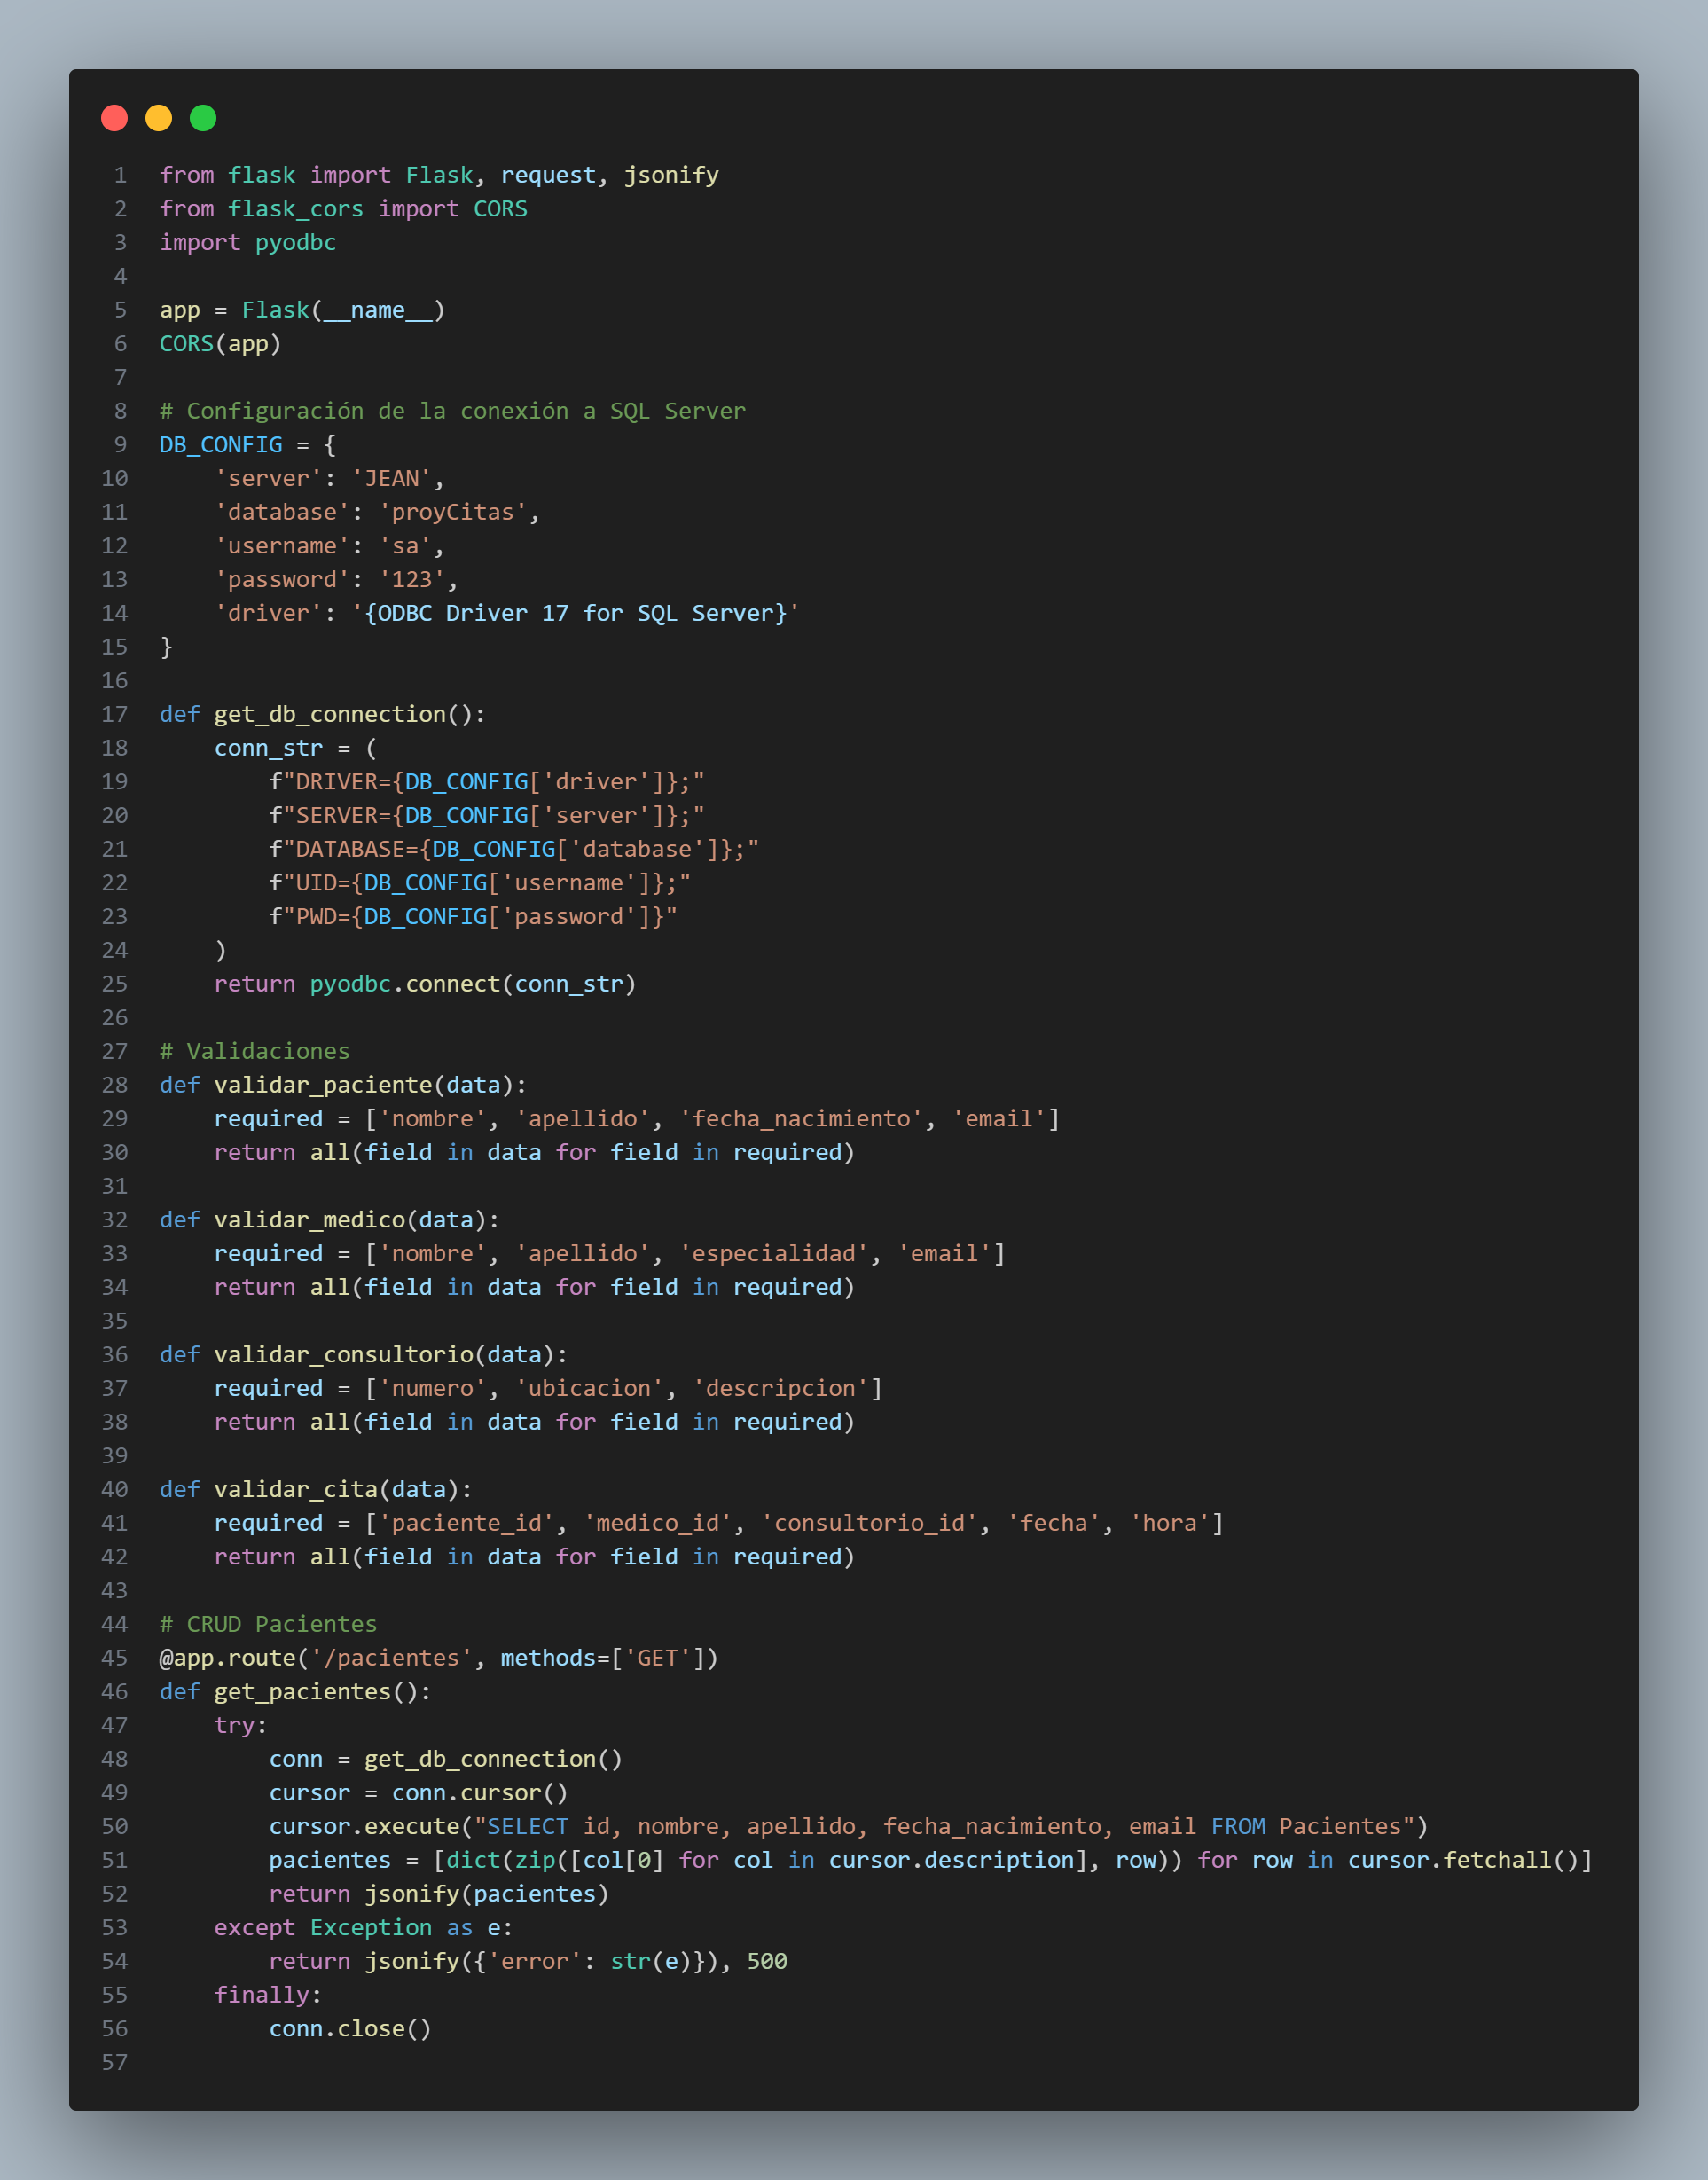 1 from flask import Flask, request, jsonify
2 from flask_cors import CORS
3 import pyodbc
4
5 app = Flask(__name__)
6 CORS(app)
7
8 # Configuración de la conexión a SQL Server
9 DB_CONFIG = {
10     'server': 'JEAN',
11     'database': 'proyCitas',
12     'username': 'sa',
13     'password': '123',
14     'driver': '{ODBC Driver 17 for SQL Server}'
15 }
16
17 def get_db_connection():
18     conn_str = (
19         f"DRIVER={DB_CONFIG['driver']};"
20         f"SERVER={DB_CONFIG['server']};"
21         f"DATABASE={DB_CONFIG['database']};"
22         f"UID={DB_CONFIG['username']};"
23         f"PWD={DB_CONFIG['password']}"
24     )
25     return pyodbc.connect(conn_str)
26
27 # Validaciones
28 def validar_paciente(data):
29     required = ['nombre', 'apellido', 'fecha_nacimiento', 'email']
30     return all(field in data for field in required)
31
32 def validar_medico(data):
33     required = ['nombre', 'apellido', 'especialidad', 'email']
34     return all(field in data for field in required)
35
36 def validar_consultorio(data):
37     required = ['numero', 'ubicacion', 'descripcion']
38     return all(field in data for field in required)
39
40 def validar_cita(data):
41     required = ['paciente_id', 'medico_id', 'consultorio_id', 'fecha', 'hora']
42     return all(field in data for field in required)
43
44 # CRUD Pacientes
45 @app.route('/pacientes', methods=['GET'])
46 def get_pacientes():
47     try:
48         conn = get_db_connection()
49         cursor = conn.cursor()
50         cursor.execute("SELECT id, nombre, apellido, fecha_nacimiento, email FROM Pacientes")
51         pacientes = [dict(zip([col[0] for col in cursor.description], row)) for row in cursor.fetchall()]
52         return jsonify(pacientes)
53     except Exception as e:
54         return jsonify({'error': str(e)}), 500
55     finally:
56         conn.close()
57